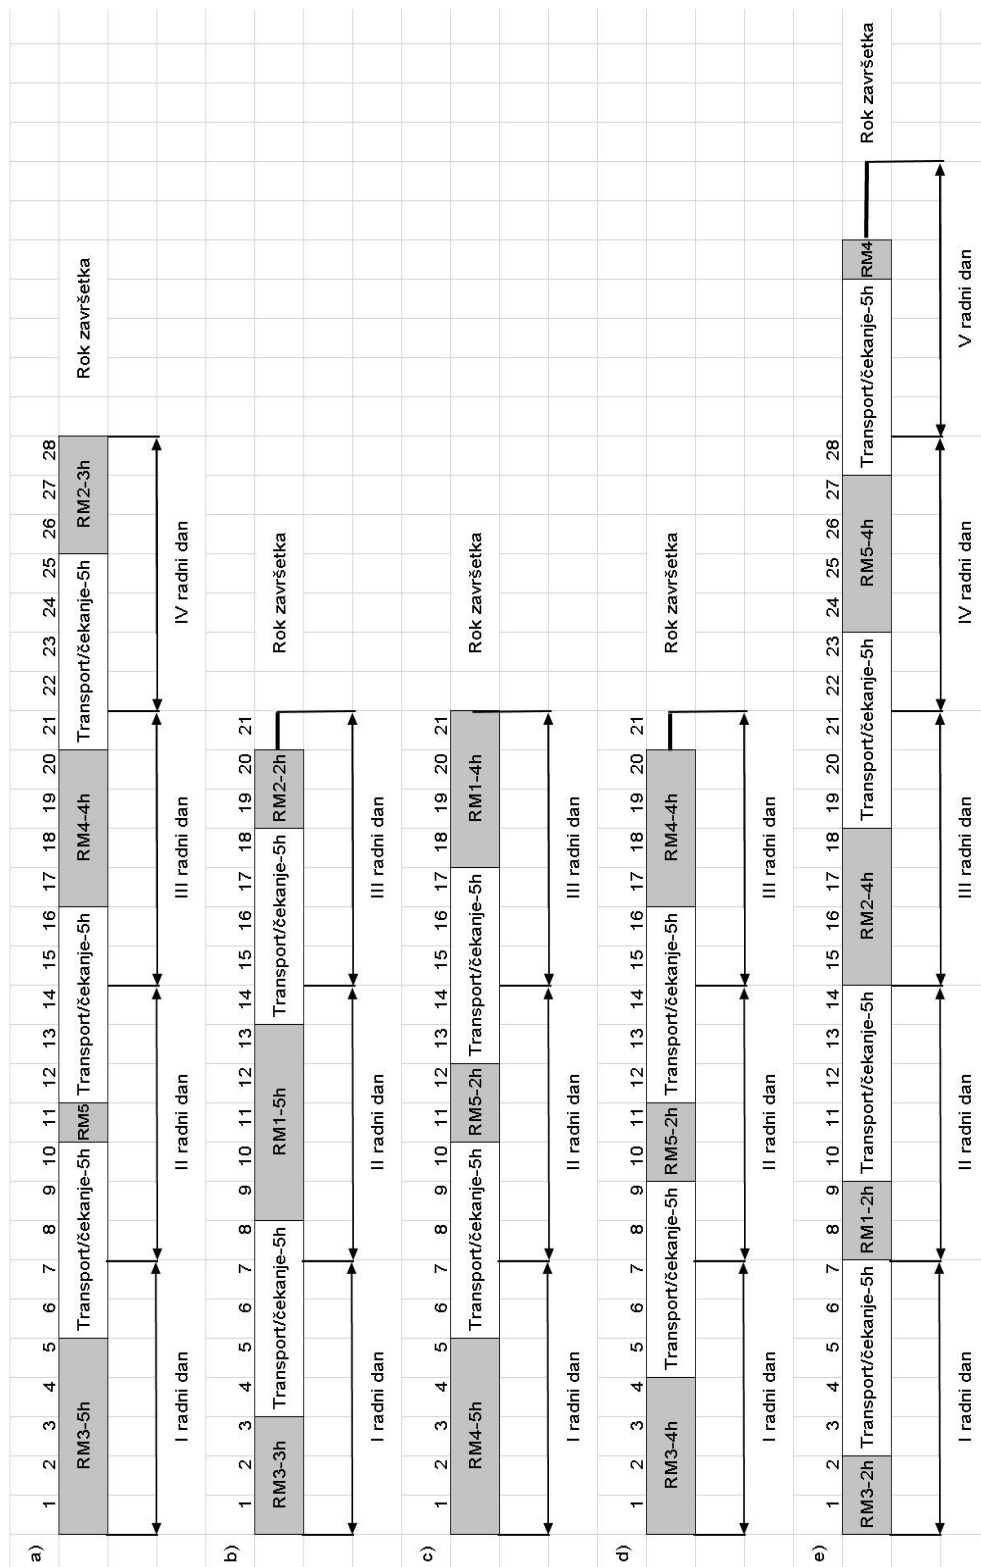 a)
1 2 3 4 5 6 7 8 9 10 11 12 13 14 15 16 17 18 19 20 21 22 23 24 25 26 27 28
RM3-5h Transport/čekanje-5h RM5 Transport/čekanje-5h RM4-4h Transport/čekanje-5h RM2-3h Rok završetka
I radni dan II radni dan III radni dan IV radni dan
b)
1 2 3 4 5 6 7 8 9 10 11 12 13 14 15 16 17 18 19 20 21
RM3-3h Transport/čekanje-5h RM1-5h Transport/čekanje-5h RM2-2h Rok završetka
I radni dan II radni dan III radni dan
c)
1 2 3 4 5 6 7 8 9 10 11 12 13 14 15 16 17 18 19 20 21
RM4-5h Transport/čekanje-5h RM5-2h Transport/čekanje-5h RM1-4h Rok završetka
I radni dan II radni dan III radni dan
d)
1 2 3 4 5 6 7 8 9 10 11 12 13 14 15 16 17 18 19 20 21
RM3-4h Transport/čekanje-5h RM5-2h Transport/čekanje-5h RM4-4h Rok završetka
I radni dan II radni dan III radni dan
e)
1 2 3 4 5 6 7 8 9 10 11 12 13 14 15 16 17 18 19 20 21 22 23 24 25 26 27 28
RM3-2h Transport/čekanje-5h RM1-2h Transport/čekanje-5h RM2-4h Transport/čekanje-5h RM5-4h Transport/čekanje-5h RM4 Rok završetka
I radni dan II radni dan III radni dan IV radni dan V radni dan